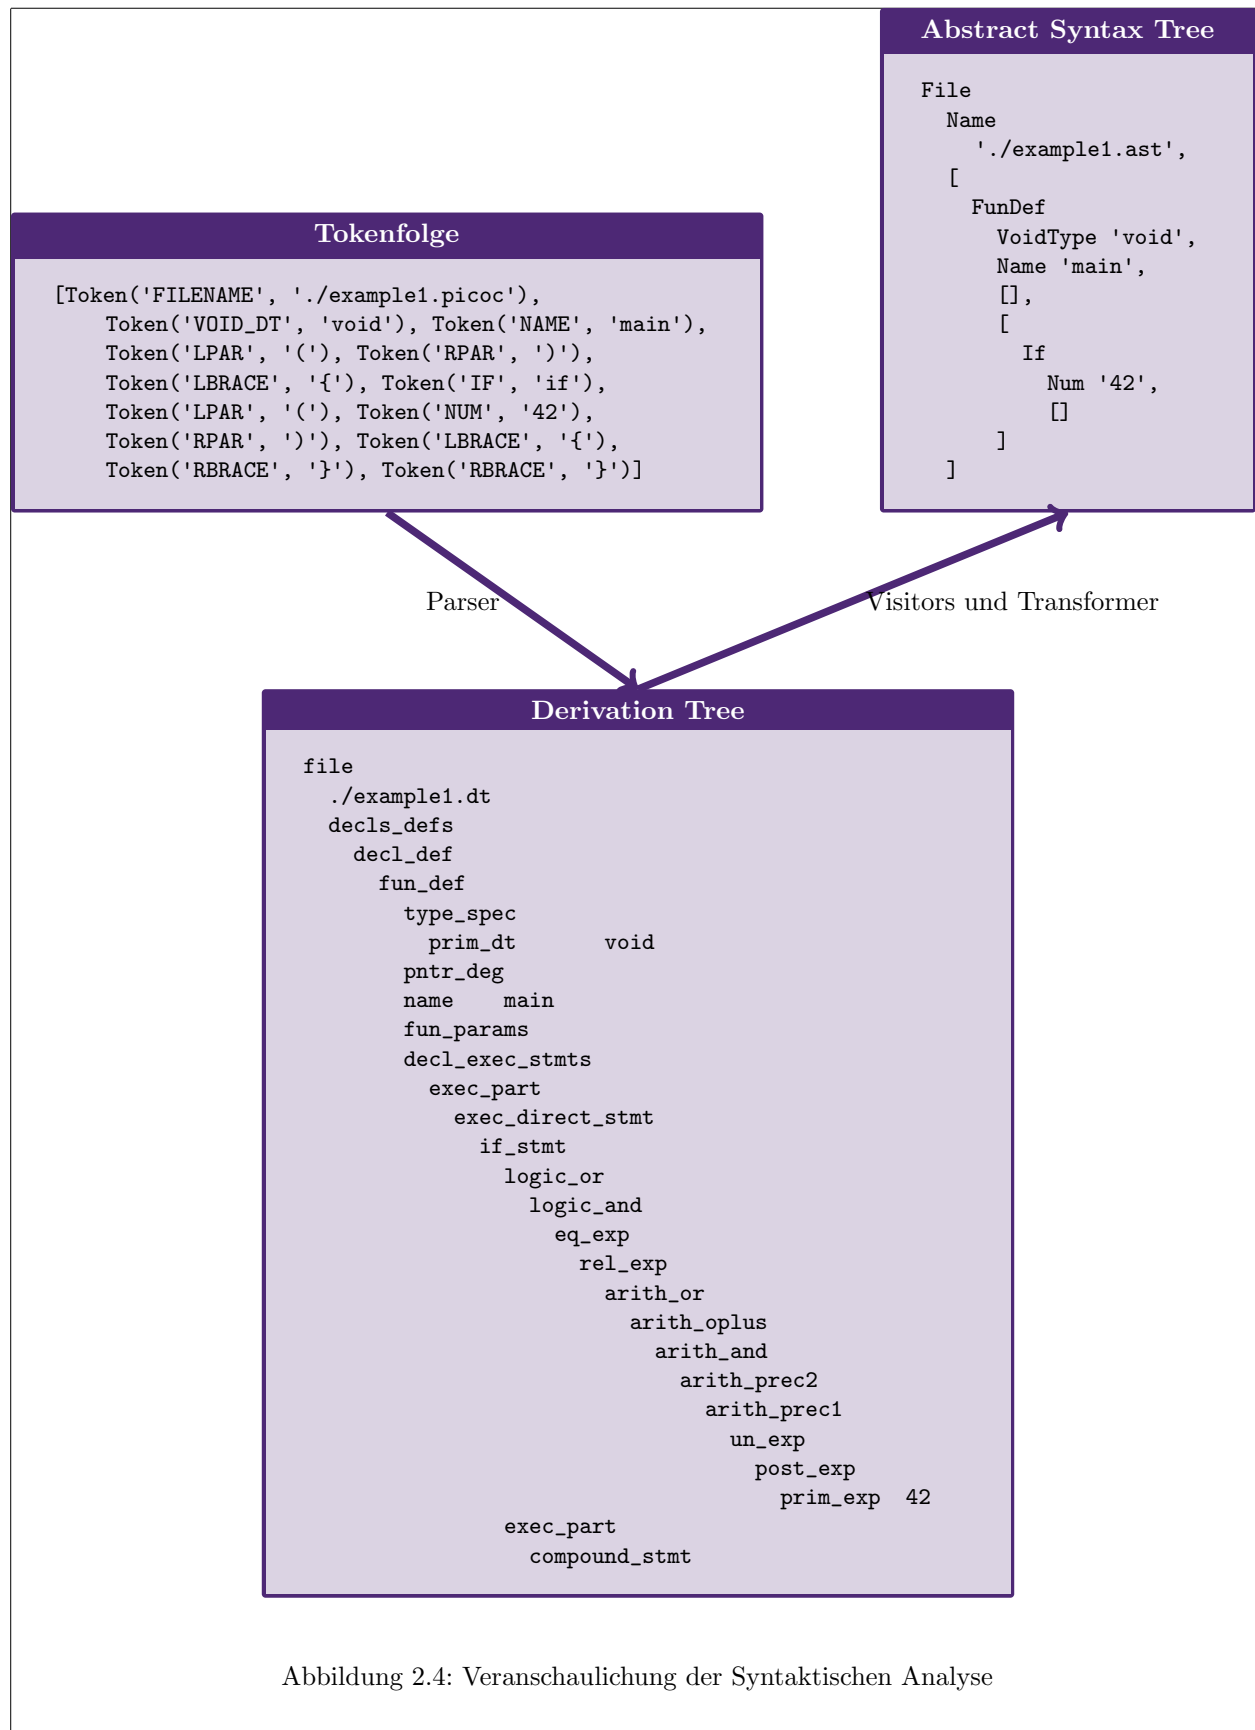 Abstract Syntax Tree
File
  Name
    './example1.ast',
  [
    FunDef
      VoidType 'void',
      Name 'main',
      [],
      [
        If
          Num '42',
          []
      ]
  ]
Tokenfolge
[Token('FILENAME', './example1.picoc'),
    Token('VOID_DT', 'void'), Token('NAME', 'main'),
    Token('LPAR', '('), Token('RPAR', ')'),
    Token('LBRACE', '{'), Token('IF', 'if'),
    Token('LPAR', '('), Token('NUM', '42'),
    Token('RPAR', ')'), Token('LBRACE', '{'),
    Token('RBRACE', '}'), Token('RBRACE', '}')]
Parser
Visitors und Transformer
Derivation Tree
file
  ./example1.dt
  decls_defs
    decl_def
      fun_def
        type_spec
          prim_dt       void
        pntr_deg
        name    main
        fun_params
        decl_exec_stmts
          exec_part
            exec_direct_stmt
              if_stmt
                logic_or
                  logic_and
                    eq_exp
                      rel_exp
                        arith_or
                          arith_oplus
                            arith_and
                              arith_prec2
                                arith_prec1
                                  un_exp
                                    post_exp
                                      prim_exp  42
                exec_part
                  compound_stmt
Abbildung 2.4: Veranschaulichung der Syntaktischen Analyse